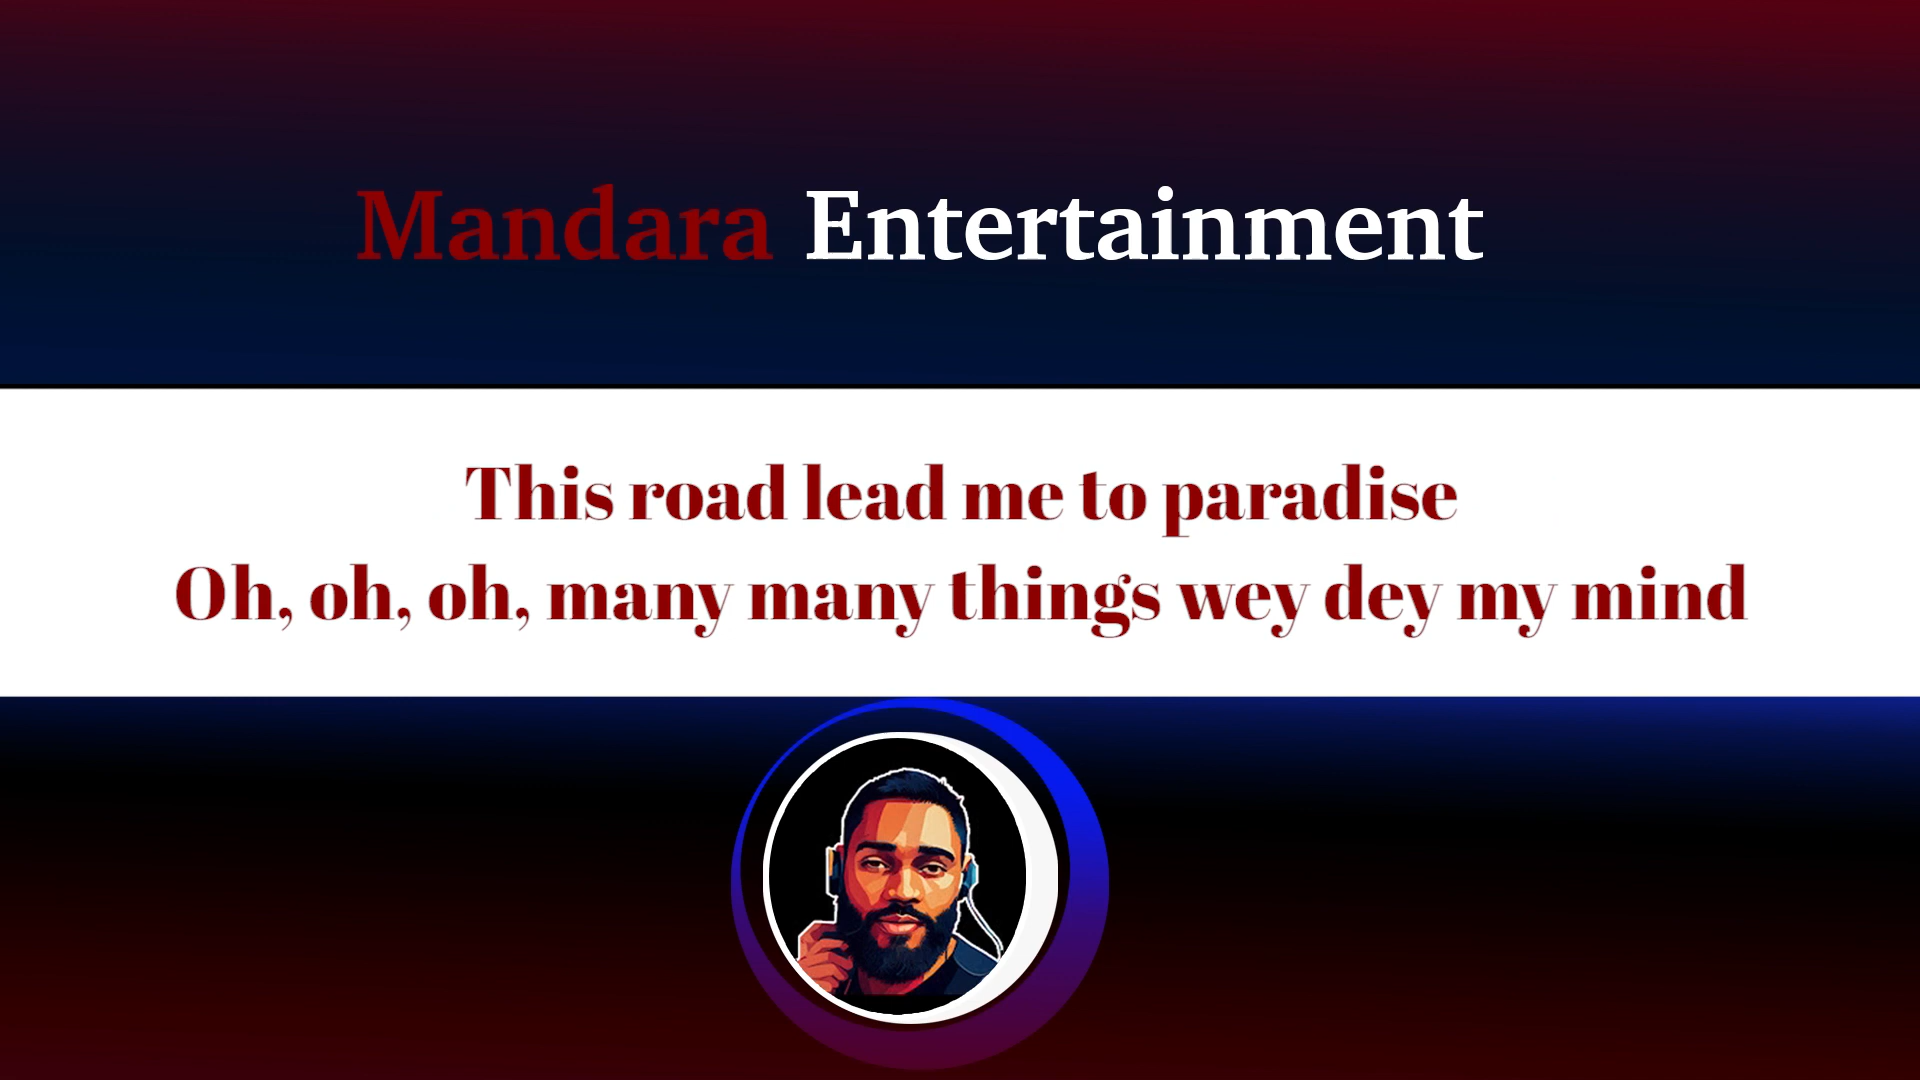 Mandara Entertainment
This road lead me to paradise
Oh, oh, oh, many many things wey dey my mind